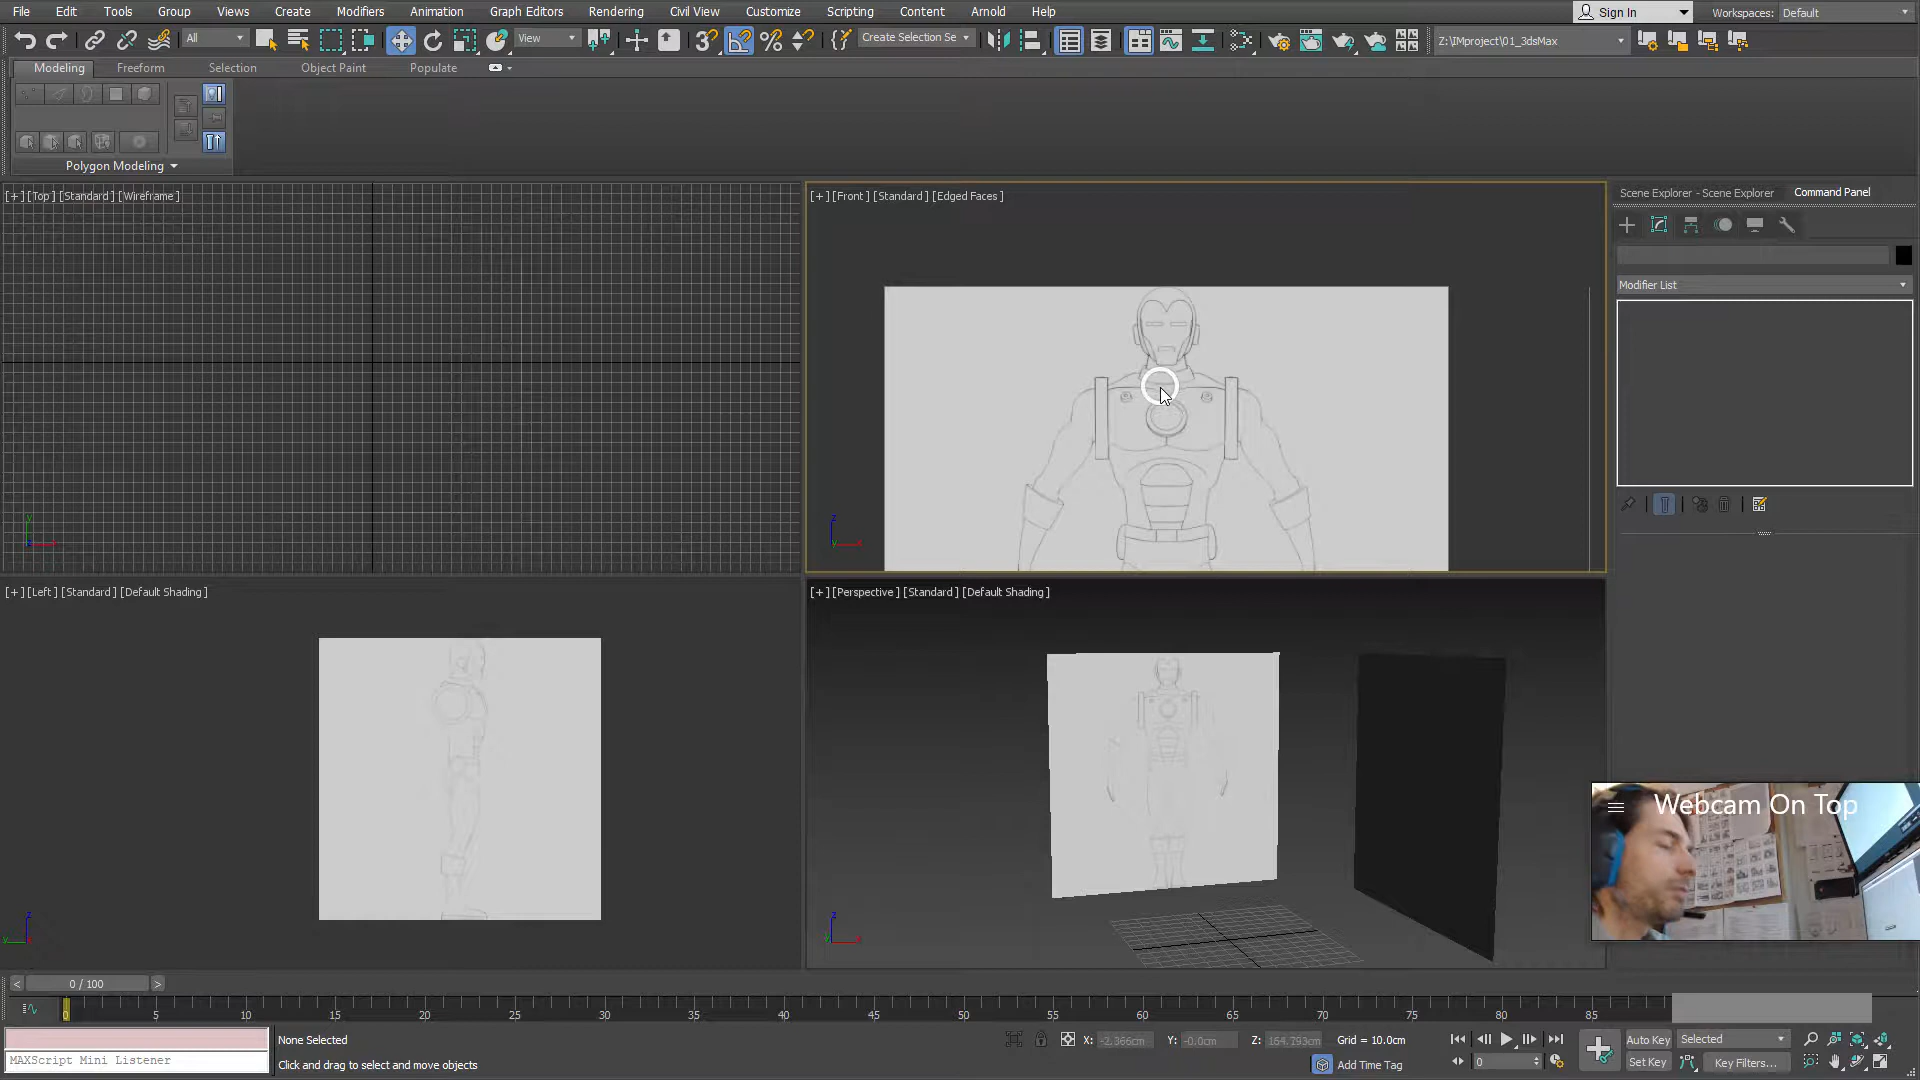 File Edit Tools Group Views Create Modifiers Animation Graph Editors Rendering Civil View Customize Scripting Content Arnold Help Sign In Workspaces: Default
All View 3 Create Selection Se Z:\IMproject\01_3dsMax
Modeling Freeform Selection Object Paint Populate
Polygon Modeling
[+] [Top] [Standard] [Wireframe] [+] [Front] [Standard] [Edged Faces] Scene Explorer - Scene Explorer Command Panel
Modifier List
y
z
x
[+] [Left] [Standard] [Default Shading] [+] [Perspective] [Standard] [Default Shading]
Webcam On Top
z
y
x
< 0 / 100 >
0 5 10 15 20 25 30 35 40 45 50 55 60 65 70 75 80 85
None Selected X: -2.366cm Y: -0.0cm Z: 164.793cm Grid = 10.0cm Auto Key Selected
MAXScript Mini Listener Click and drag to select and move objects Add Time Tag 0 Set Key Key Filters...